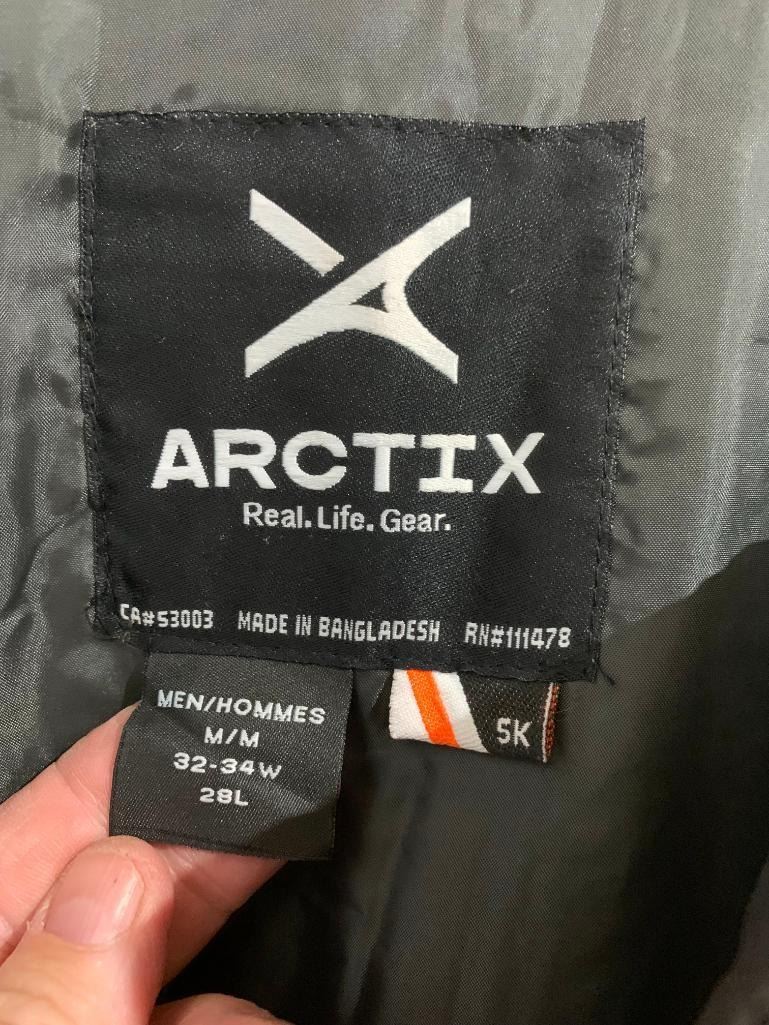 ARCTIX
Real. Life. Gear.
CA#53003 MADE IN BANGLADESH RN#111478
MEN/HOMMES
M/M
32-34W
28L
5K